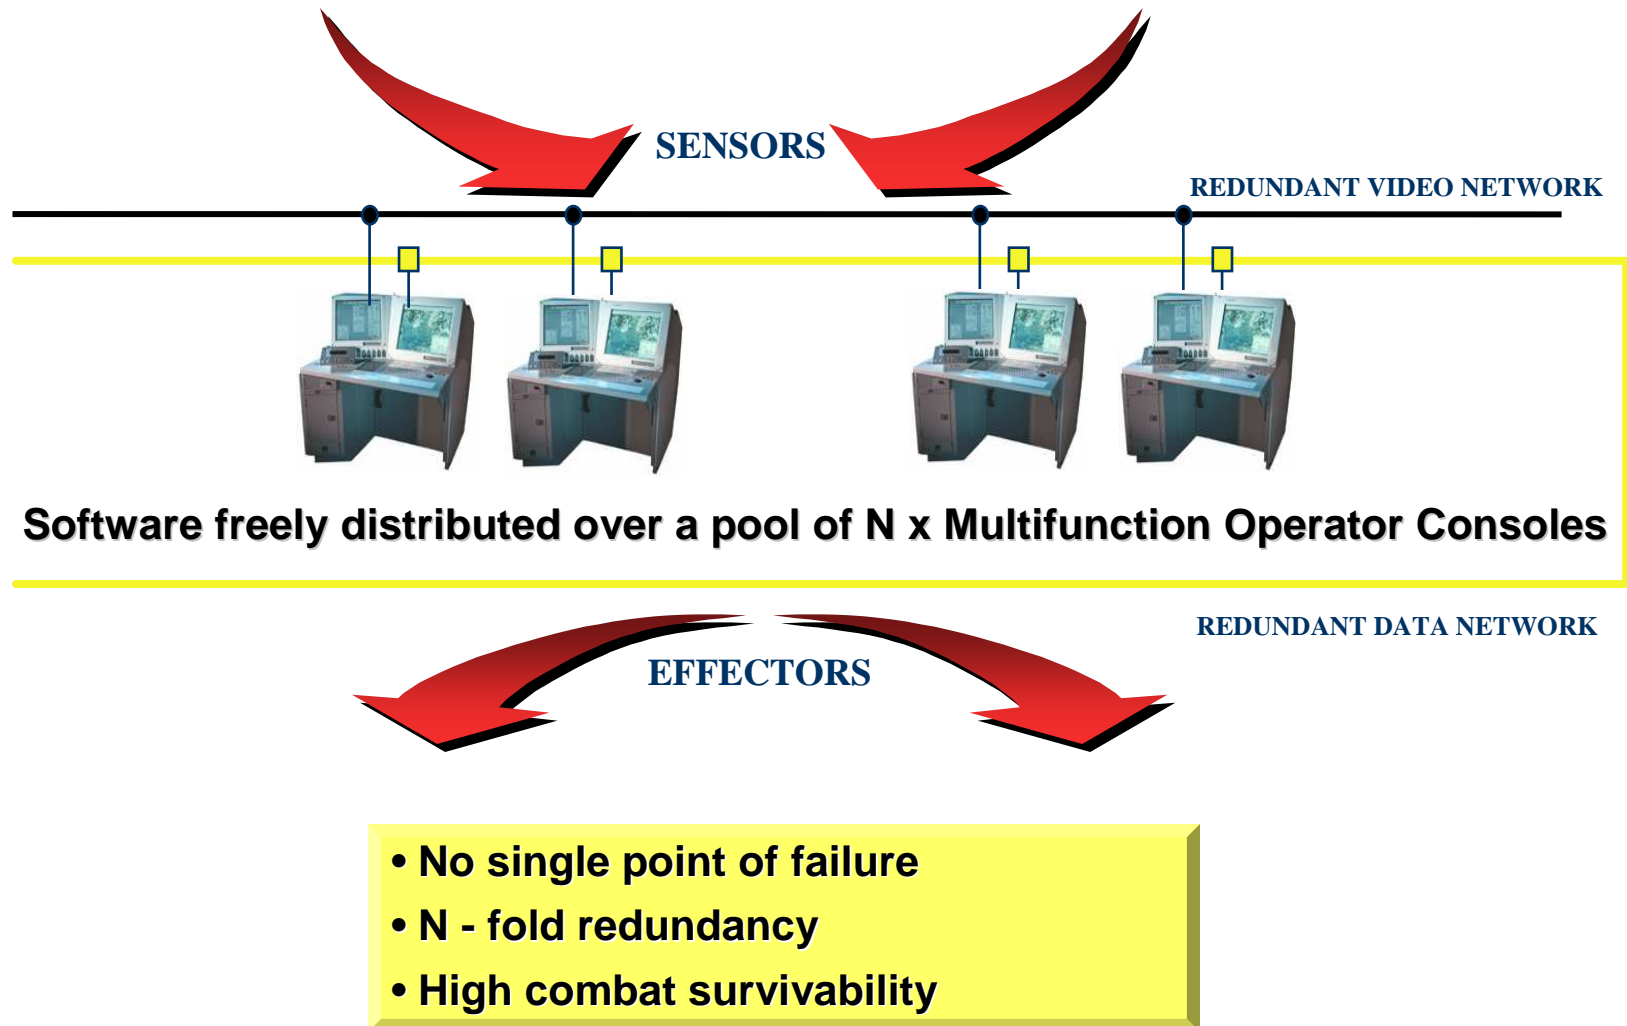 SENSORS
REDUNDANT VIDEO NETWORK
Software freely distributed over a pool of N x Multifunction Operator Consoles
REDUNDANT DATA NETWORK
EFFECTORS
• No single point of failure
• N - fold redundancy
• High combat survivability